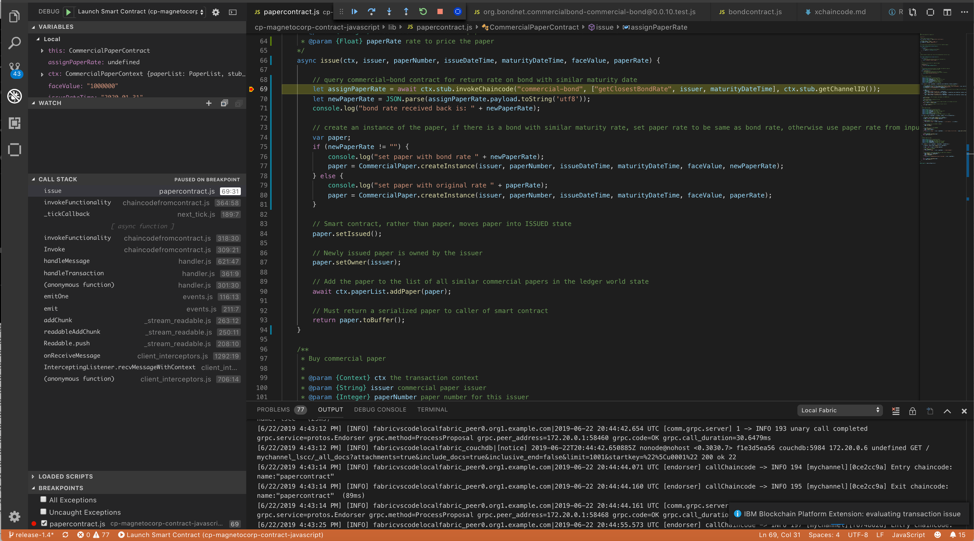 DEBUG Launch Smart Contract (cp-magnetocorp
papercontract.js
org.bondnet.commercialbond-commercial-bond@0.0.10.test.js
bondcontract.js
xchaincode.md
VARIABLES
Local
this: CommercialPaperContract
assignPaperRate: undefined
ctx: CommercialPaperContext {paperList: PaperList, stub…
faceValue: "1000000"
WATCH
CALL STACK PAUSED ON BREAKPOINT
issue papercontract.js 69:31
invokeFunctionality chaincodefromcontract.js 364:58
_tickCallback next_tick.js 189:7
[ async function ]
invokeFunctionality chaincodefromcontract.js 318:30
Invoke chaincodefromcontract.js 309:21
handleMessage handler.js 621:47
handleTransaction handler.js 361:9
(anonymous function) handler.js 301:30
emitOne events.js 116:13
emit events.js 211:7
addChunk _stream_readable.js 263:12
readableAddChunk _stream_readable.js 250:11
Readable.push _stream_readable.js 208:10
onReceiveMessage client_interceptors.js 1292:19
InterceptingListener.recvMessageWithContext client_int…
(anonymous function) client_interceptors.js 706:14
LOADED SCRIPTS
BREAKPOINTS
All Exceptions
Uncaught Exceptions
papercontract.js cp-magnetocorp-contract-javascri… 69
cp-magnetocorp-contract-javascript › lib › papercontract.js › CommercialPaperContract › issue › assignPaperRate
64 * @param {Float} paperRate rate to price the paper
65 */
66 async issue(ctx, issuer, paperNumber, issueDateTime, maturityDateTime, faceValue, paperRate) {
67
68 // query commercial-bond contract for return rate on bond with similar maturity date
69 let assignPaperRate = await ctx.stub.invokeChaincode("commercial-bond", ["getClosestBondRate", issuer, maturityDateTime], ctx.stub.getChannelID());
70 let newPaperRate = JSON.parse(assignPaperRate.payload.toString('utf8'));
71 console.log("bond rate received back is: " + newPaperRate);
72
73 // create an instance of the paper, if there is a bond with similar maturity rate, set paper rate to be same as bond rate, otherwise use paper rate from inpu
74 var paper;
75 if (newPaperRate != "") {
76 console.log("set paper with bond rate " + newPaperRate);
77 paper = CommercialPaper.createInstance(issuer, paperNumber, issueDateTime, maturityDateTime, faceValue, newPaperRate);
78 } else {
79 console.log("set paper with original rate " + paperRate);
80 paper = CommercialPaper.createInstance(issuer, paperNumber, issueDateTime, maturityDateTime, faceValue, paperRate);
81 }
82
83 // Smart contract, rather than paper, moves paper into ISSUED state
84 paper.setIssued();
85
86 // Newly issued paper is owned by the issuer
87 paper.setOwner(issuer);
88
89 // Add the paper to the list of all similar commercial papers in the ledger world state
90 await ctx.paperList.addPaper(paper);
91
92 // Must return a serialized paper to caller of smart contract
93 return paper.toBuffer();
94 }
95
96 /**
97 * Buy commercial paper
98 *
99 * @param {Context} ctx the transaction context
100 * @param {String} issuer commercial paper issuer
101 * @param {Integer} paperNumber paper number for this issuer
PROBLEMS 77 OUTPUT DEBUG CONSOLE TERMINAL Local Fabric
[6/22/2019 4:43:12 PM] [INFO] fabricvscodelocalfabric_peer0.org1.example.com|2019-06-22 20:44:42.654 UTC [comm.grpc.server] 1 -> INFO 193 unary call completed
grpc.service=protos.Endorser grpc.method=ProcessProposal grpc.peer_address=172.20.0.1:58460 grpc.code=OK grpc.call_duration=30.6479ms
[6/22/2019 4:43:12 PM] [INFO] fabricvscodelocalfabric_couchdb|[notice] 2019-06-22T20:44:42.650885Z nonode@nohost <0.3030.7> f1e3d5ea56 couchdb:5984 172.20.0.6 undefined GET /
mychannel_lscc/_all_docs?attachments=true&include_docs=true&inclusive_end=false&limit=1001&startkey=%22%5Cu0001%22 200 ok 22
[6/22/2019 4:43:14 PM] [INFO] fabricvscodelocalfabric_peer0.org1.example.com|2019-06-22 20:44:44.071 UTC [endorser] callChaincode -> INFO 194 [mychannel][0ce2cc9a] Entry chaincode:
name:"papercontract"
[6/22/2019 4:43:14 PM] [INFO] fabricvscodelocalfabric_peer0.org1.example.com|2019-06-22 20:44:44.160 UTC [endorser] callChaincode -> INFO 195 [mychannel][0ce2cc9a] Exit chaincode:
name:"papercontract" (89ms)
[6/22/2019 4:43:14 PM] [INFO] fabricvscodelocalfabric_peer0.org1.example.com|2019-06-22 20:44:44.161 UTC [comm.grpc.server]
grpc.service=protos.Endorser grpc.method=ProcessProposal grpc.peer_address=172.20.0.1:58468 grpc.code=OK grpc.call_duration
[6/22/2019 4:43:25 PM] [INFO] fabricvscodelocalfabric_peer0.org1.example.com|2019-06-22 20:44:55.573 UTC [endorser] callChaincode
IBM Blockchain Platform Extension: evaluating transaction issue
43
release-1.4* 0 77 Launch Smart Contract (cp-magnetocorp-contract-javascript) Ln 69, Col 31 Spaces: 4 UTF-8 LF JavaScript 15